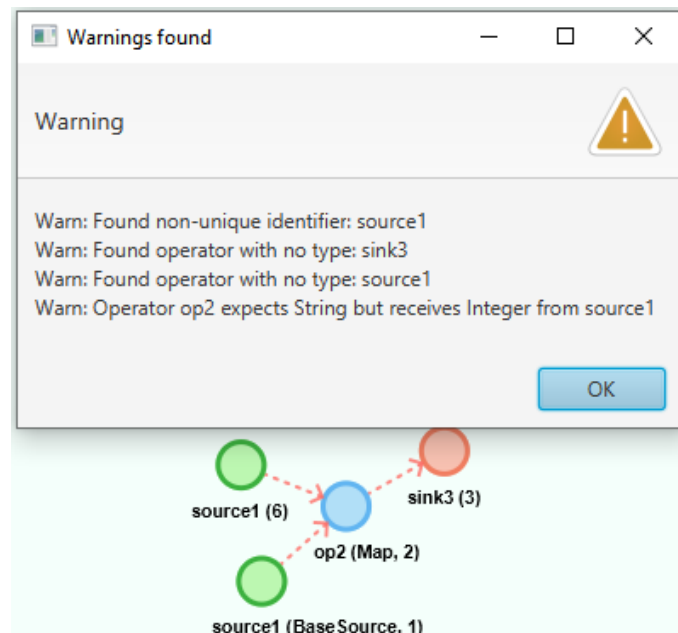 Warnings found
Warning
Warn: Found non-unique identifier: source1
Warn: Found operator with no type: sink3
Warn: Found operator with no type: source1
Warn: Operator op2 expects String but receives Integer from source1
OK
sink3 (3)
source1 (6)
op2 (Map, 2)
source1 (BaseSource, 1)